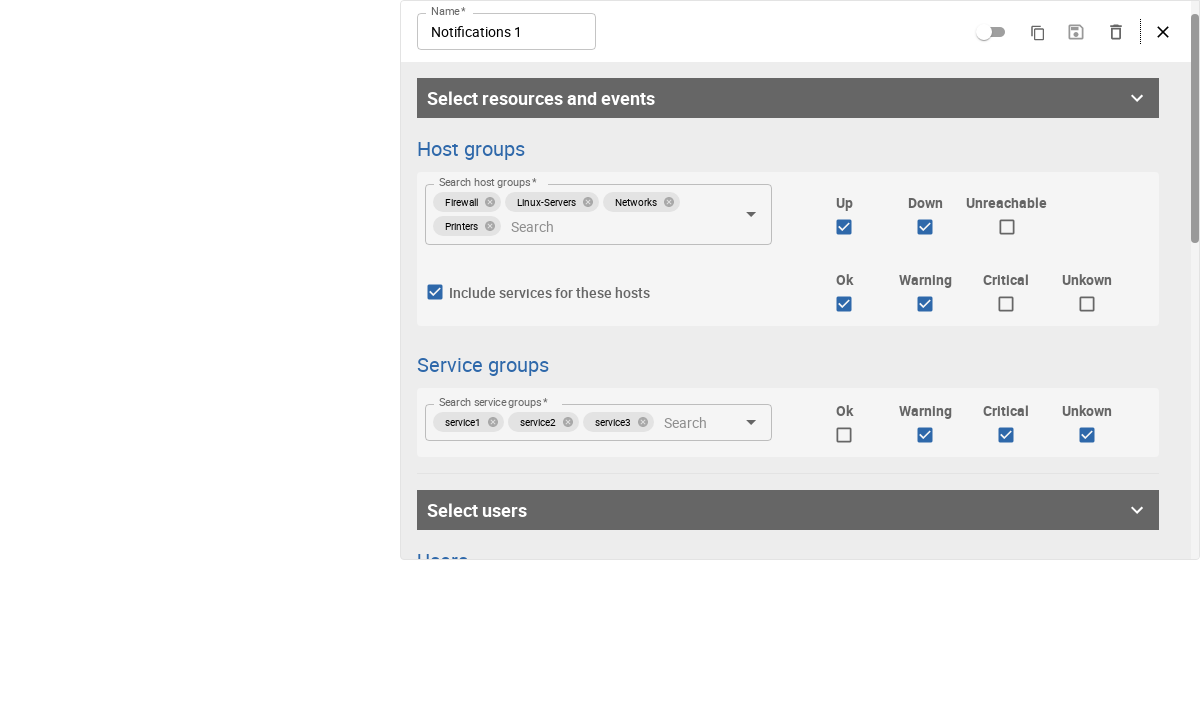 Name *
Notifications 1
Select resources and events
Host groups
Search host groups *
Firewall Linux-Servers Networks
Printers Search
Up Down Unreachable
Include services for these hosts
Ok Warning Critical Unkown
Service groups
Search service groups *
service1 service2 service3 Search
Ok Warning Critical Unkown
Select users
Users